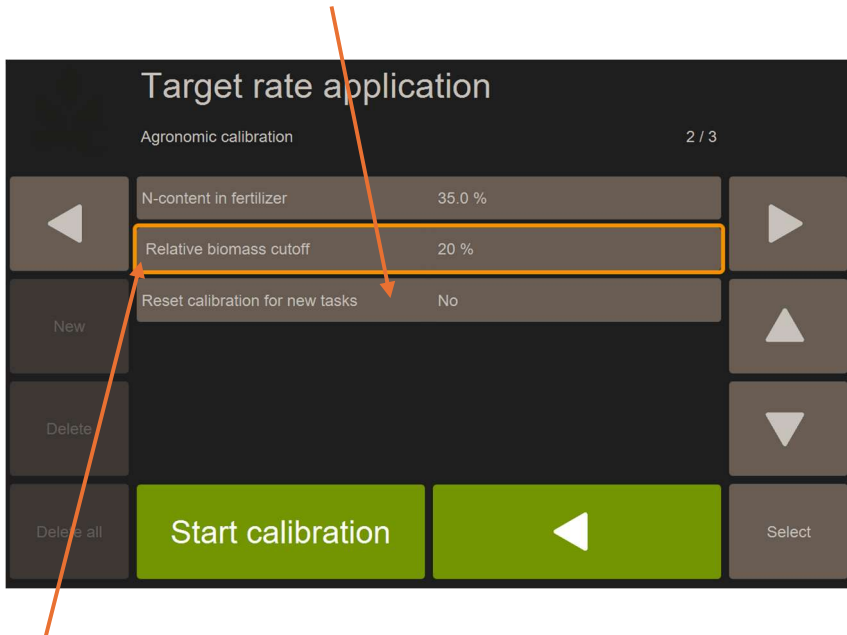 Target rate application
Agronomic calibration 2 / 3
N-content in fertilizer 35.0 %
Relative biomass cutoff 20 %
Reset calibration for new tasks No
New
Delete
Delete all
Start calibration
Select